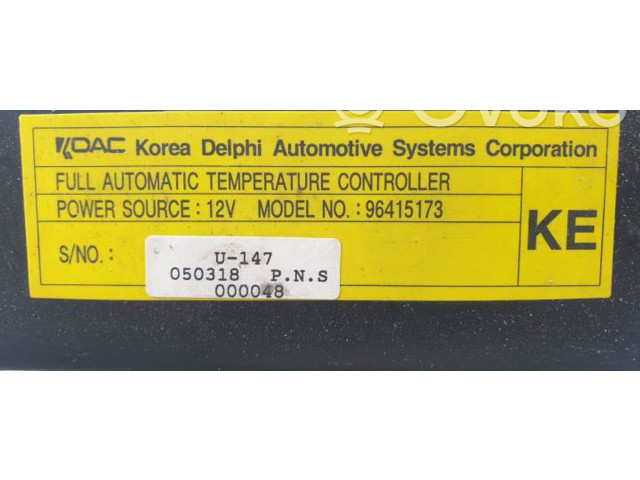 Ovoko
KDAC Korea Delphi Automotive Systems Corporation
FULL AUTOMATIC TEMPERATURE CONTROLLER
POWER SOURCE : 12V MODEL NO. : 96415173
KE
S/NO. :
U-147
050318 P.N.S
000048